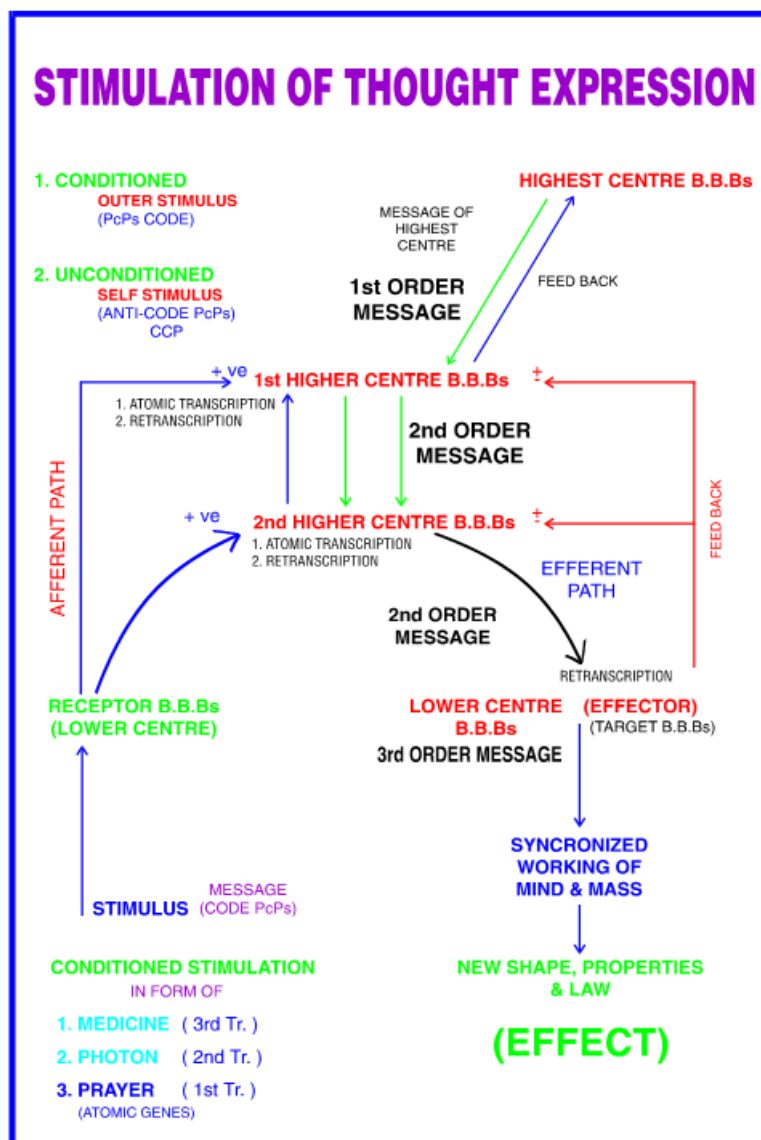 STIMULATION OF THOUGHT EXPRESSION
1. CONDITIONED
OUTER STIMULUS
(PcPs CODE)
2. UNCONDITIONED
SELF STIMULUS
(ANTI-CODE PcPs)
CCP
HIGHEST CENTRE B.B.Bs
MESSAGE OF
HIGHEST
CENTRE
1st ORDER
MESSAGE
FEED BACK
+ ve
1st HIGHER CENTRE B.B.Bs
±
1. ATOMIC TRANSCRIPTION
2. RETRANSCRIPTION
2nd ORDER
MESSAGE
AFFERENT PATH
+ ve
2nd HIGHER CENTRE B.B.Bs
±
1. ATOMIC TRANSCRIPTION
2. RETRANSCRIPTION
FEED BACK
EFFERENT
PATH
2nd ORDER
MESSAGE
RETRANSCRIPTION
RECEPTOR B.B.Bs
(LOWER CENTRE)
LOWER CENTRE
B.B.Bs
(EFFECTOR)
(TARGET B.B.Bs)
3rd ORDER MESSAGE
SYNCRONIZED
WORKING OF
MIND & MASS
STIMULUS
MESSAGE
(CODE PcPs)
NEW SHAPE, PROPERTIES
& LAW
(EFFECT)
CONDITIONED STIMULATION
IN FORM OF
1. MEDICINE ( 3rd Tr. )
2. PHOTON ( 2nd Tr. )
3. PRAYER ( 1st Tr. )
(ATOMIC GENES)